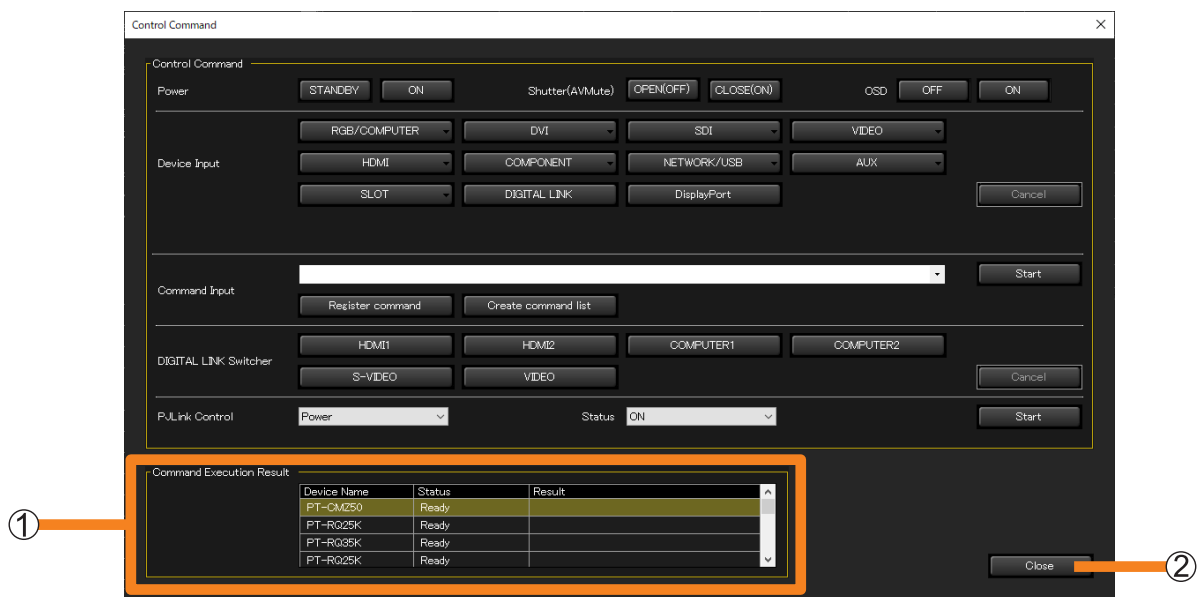 Control Command
Control Command
Power STANDBY ON Shutter(AVMute) OPEN(OFF) CLOSE(ON) OSD OFF ON
RGB/COMPUTER DVI SDI VIDEO
Device Input HDMI COMPONENT NETWORK/USB AUX
SLOT DIGITAL LINK DisplayPort Cancel
Start
Command Input
Register command Create command list
HDMI1 HDMI2 COMPUTER1 COMPUTER2
DIGITAL LINK Switcher
S-VIDEO VIDEO Cancel
PJLink Control Power Status ON Start
Command Execution Result
Device Name Status Result
PT-CMZ50 Ready
① PT-RQ25K Ready
PT-RQ35K Ready
PT-RQ25K Ready
Close ②